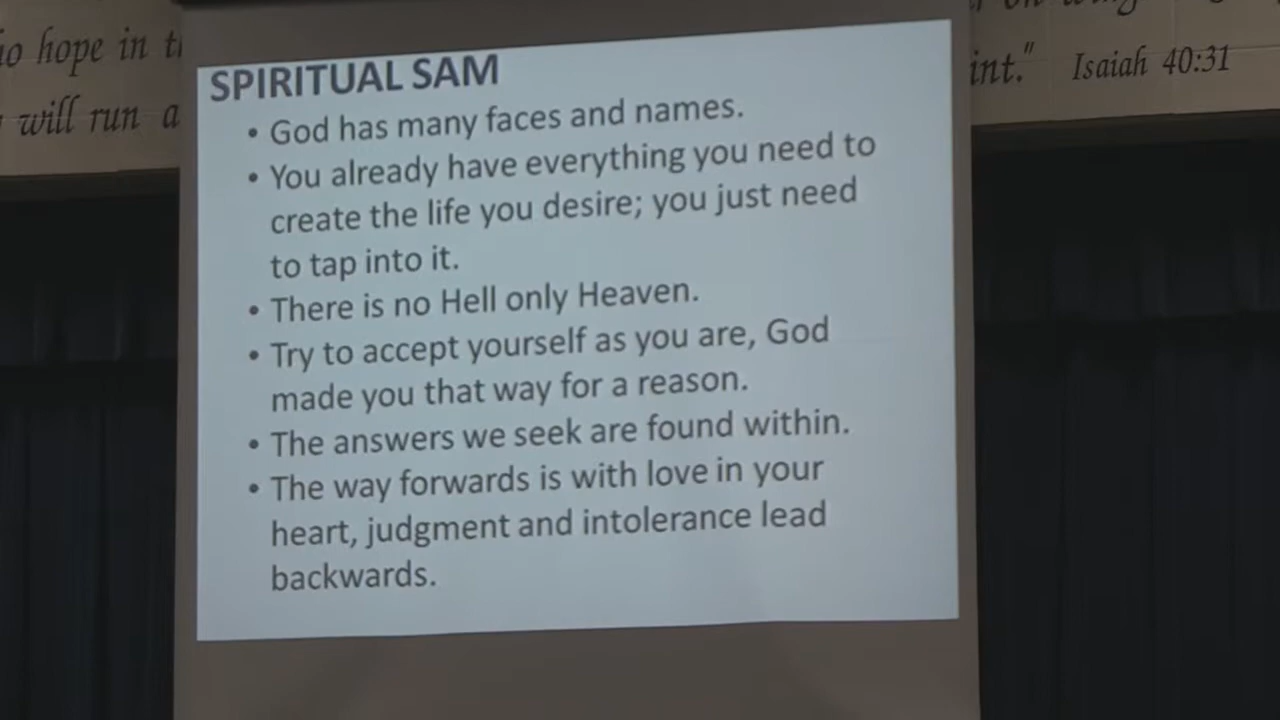 hope in
will run a
int." Isaiah 40:31
SPIRITUAL SAM
• God has many faces and names.
• You already have everything you need to
create the life you desire; you just need
to tap into it.
• There is no Hell only Heaven.
• Try to accept yourself as you are, God
made you that way for a reason.
• The answers we seek are found within.
• The way forwards is with love in your
heart, judgment and intolerance lead
backwards.